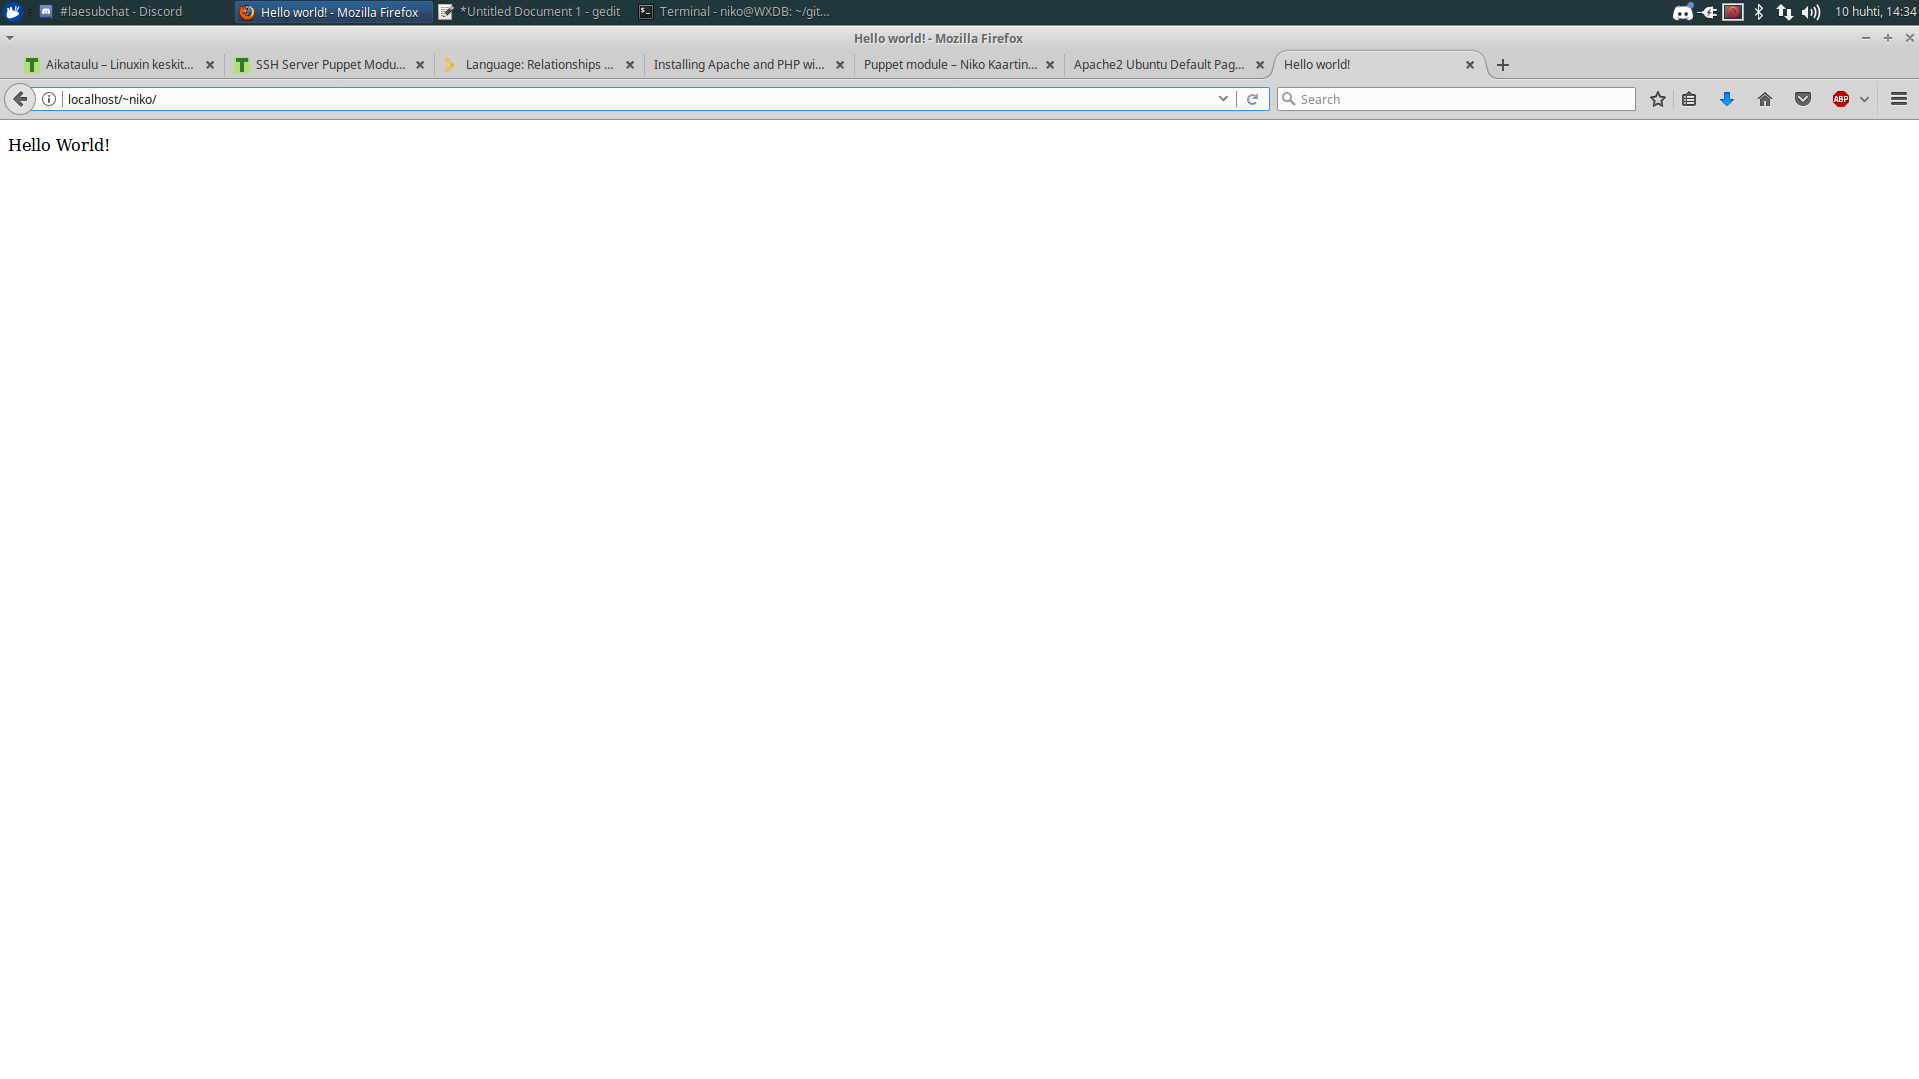 #laesubchat - Discord
Hello world! - Mozilla Firefox
*Untitled Document 1 - gedit
Terminal - niko@WXDB: ~/git...
10 huhti, 14:34
Hello world! - Mozilla Firefox
Aikataulu – Linuxin keskit...
SSH Server Puppet Modu...
Language: Relationships ...
Installing Apache and PHP wi...
Puppet module – Niko Kaartin...
Apache2 Ubuntu Default Pag...
Hello world!
localhost/~niko/
Search
ABP
Hello World!